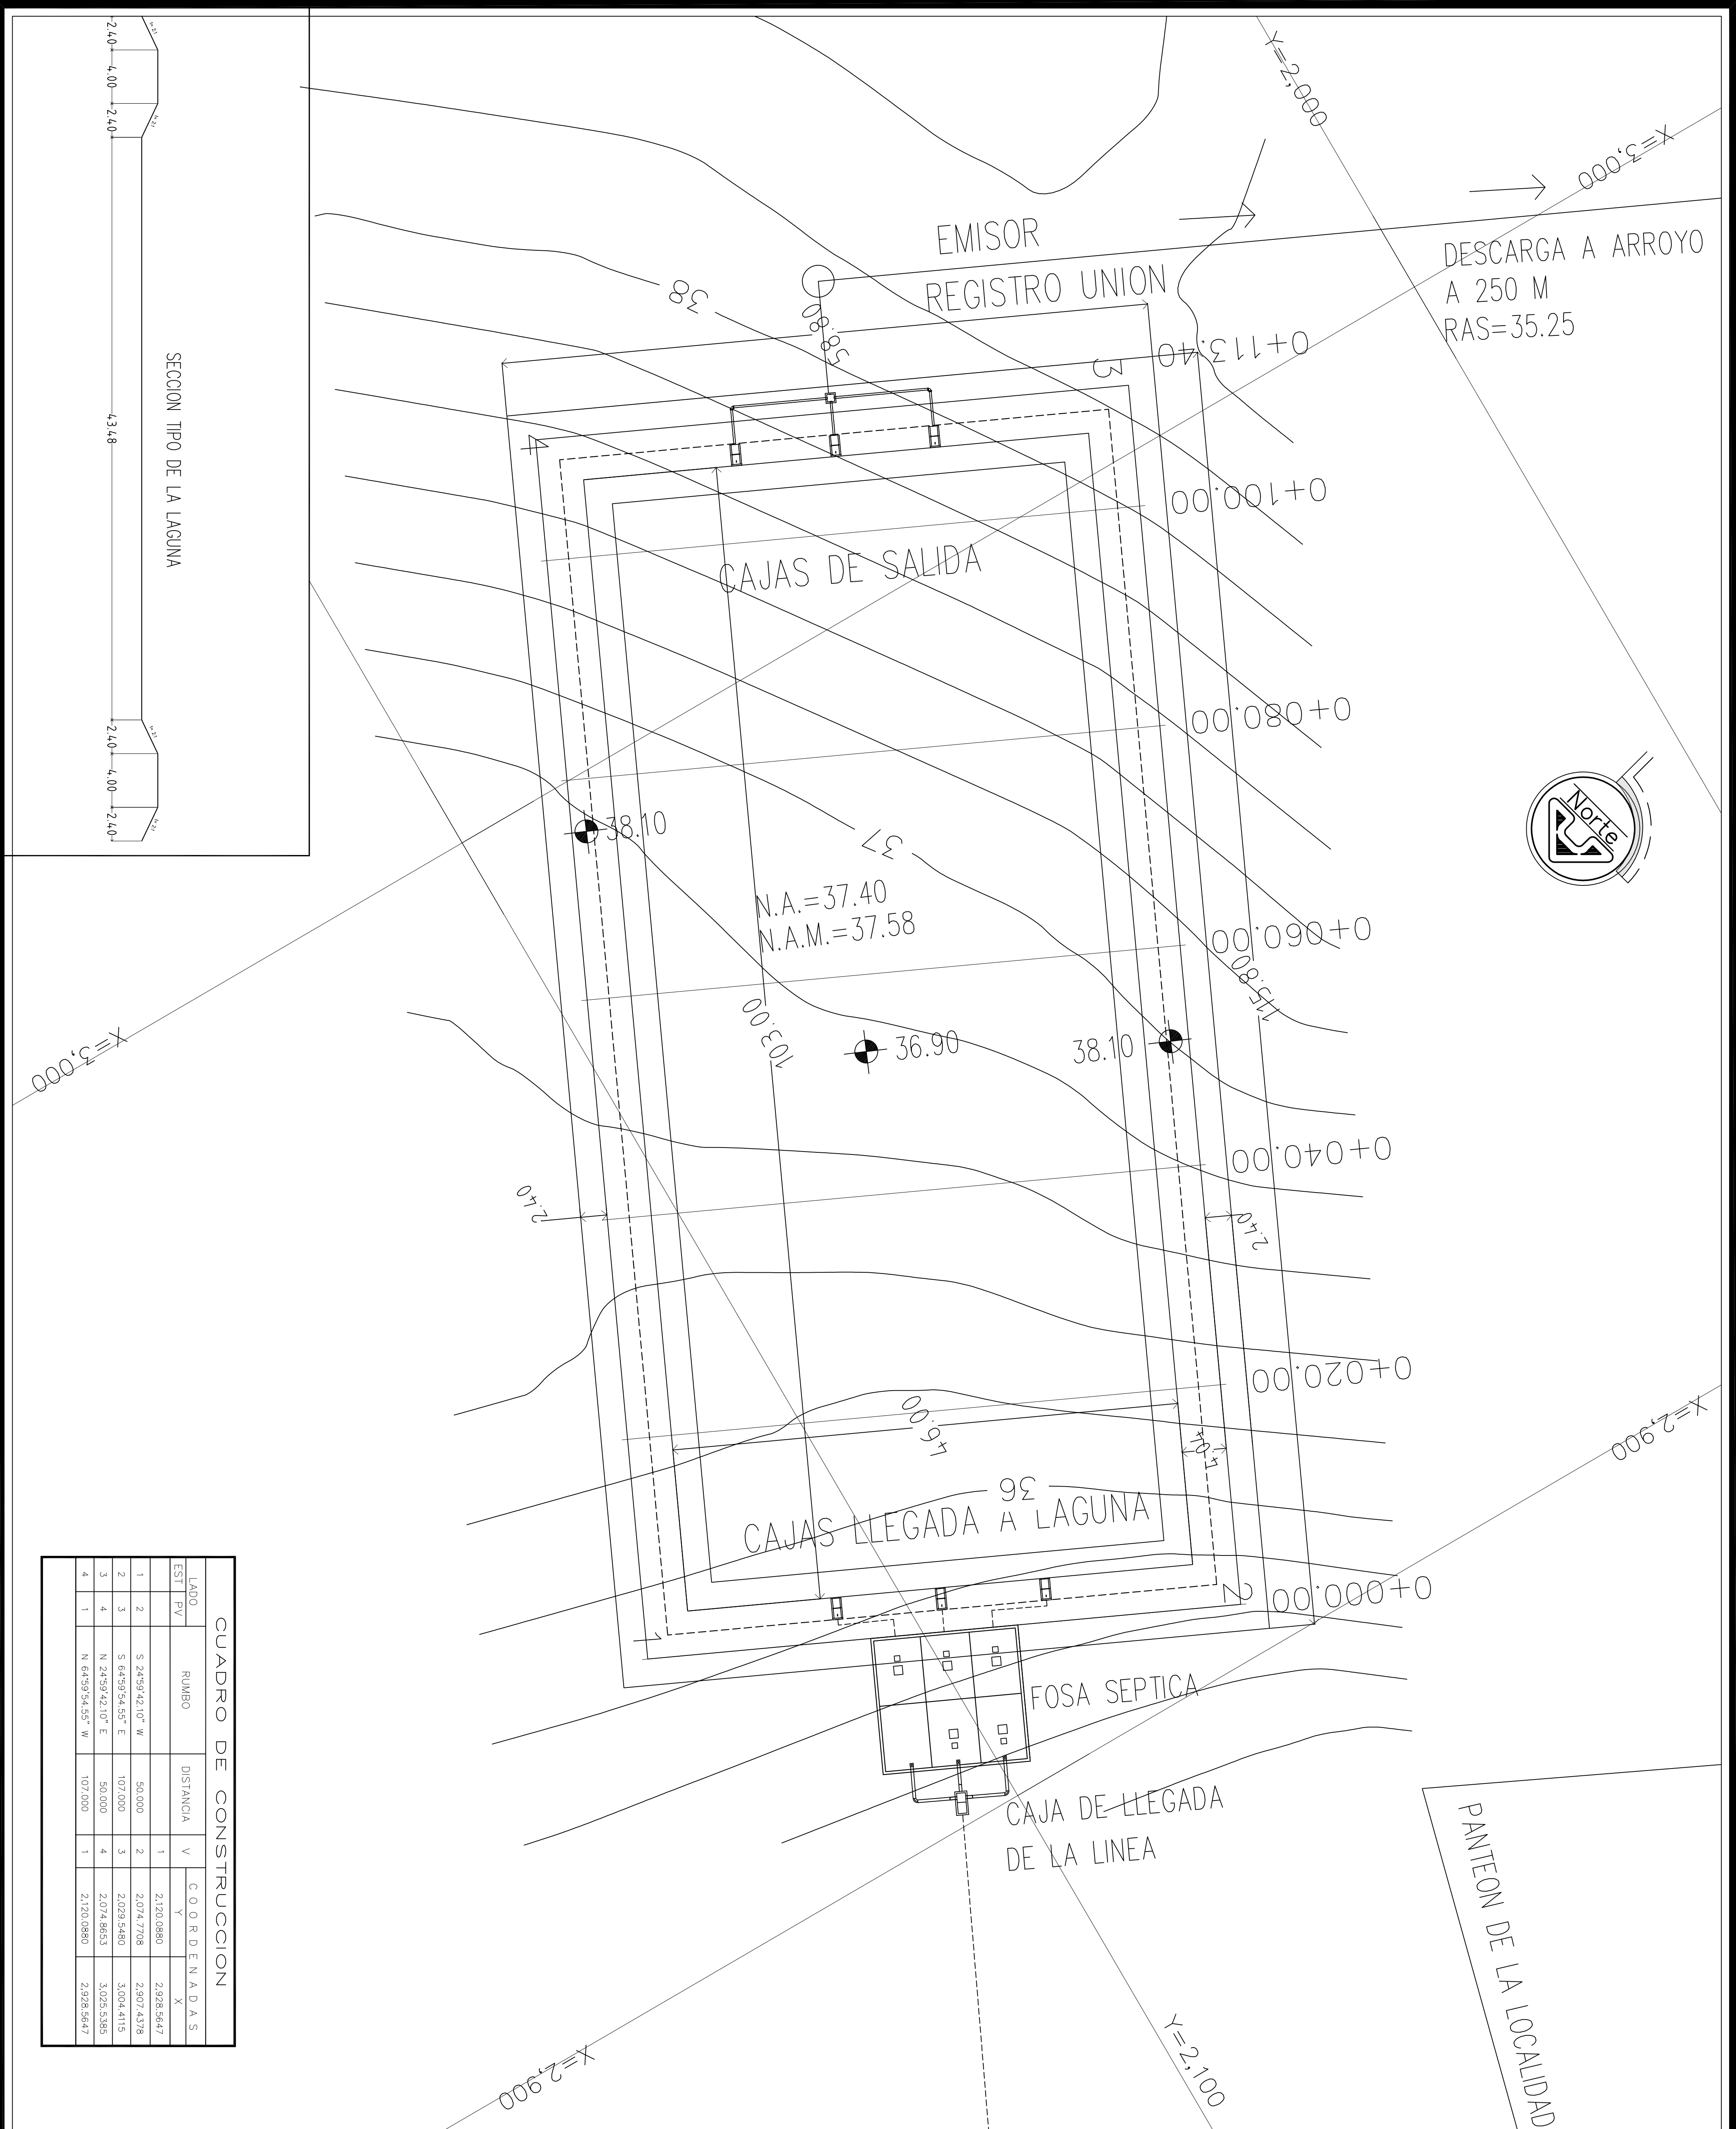 SECCION TIPO DE LA LAGUNA
2.40 4.00 2.40 43.48 2.40 4.00 2.40
Y=2,000
X=3,000
EMISOR
REGISTRO UNION
DESCARGA A ARROYO
A 250 M
RAS=35.25
38
58.80
3
4
0+113.40
0+100.00
CAJAS DE SALIDA
0+080.00
Norte
38.10
37
N.A.=37.40
N.A.M.=37.58
0+060.00
115.80
103.00
36.90
38.10
X=3,000
0+040.00
2.40
2.40
0+020.00
X=2,900
46.00
4.04
36
CAJAS LLEGADA A LAGUNA
0+000.00
2
1
FOSA SEPTICA
CAJA DE LLEGADA
DE LA LINEA
PANTEON DE LA LOCALIDAD
Y=2,100
X=2,900
CUADRO DE CONSTRUCCION
LADO RUMBO DISTANCIA V COORDENADAS
EST PV Y X
1 2,120.0880 2,928.5647
1 2 S 24°59'42.10" W 50.000 2 2,074.7708 2,907.4378
2 3 S 64°59'54.55" E 107.000 3 2,029.5480 3,004.4115
3 4 N 24°59'42.10" E 50.000 4 2,074.8653 3,025.5385
4 1 N 64°59'54.55" W 107.000 1 2,120.0880 2,928.5647